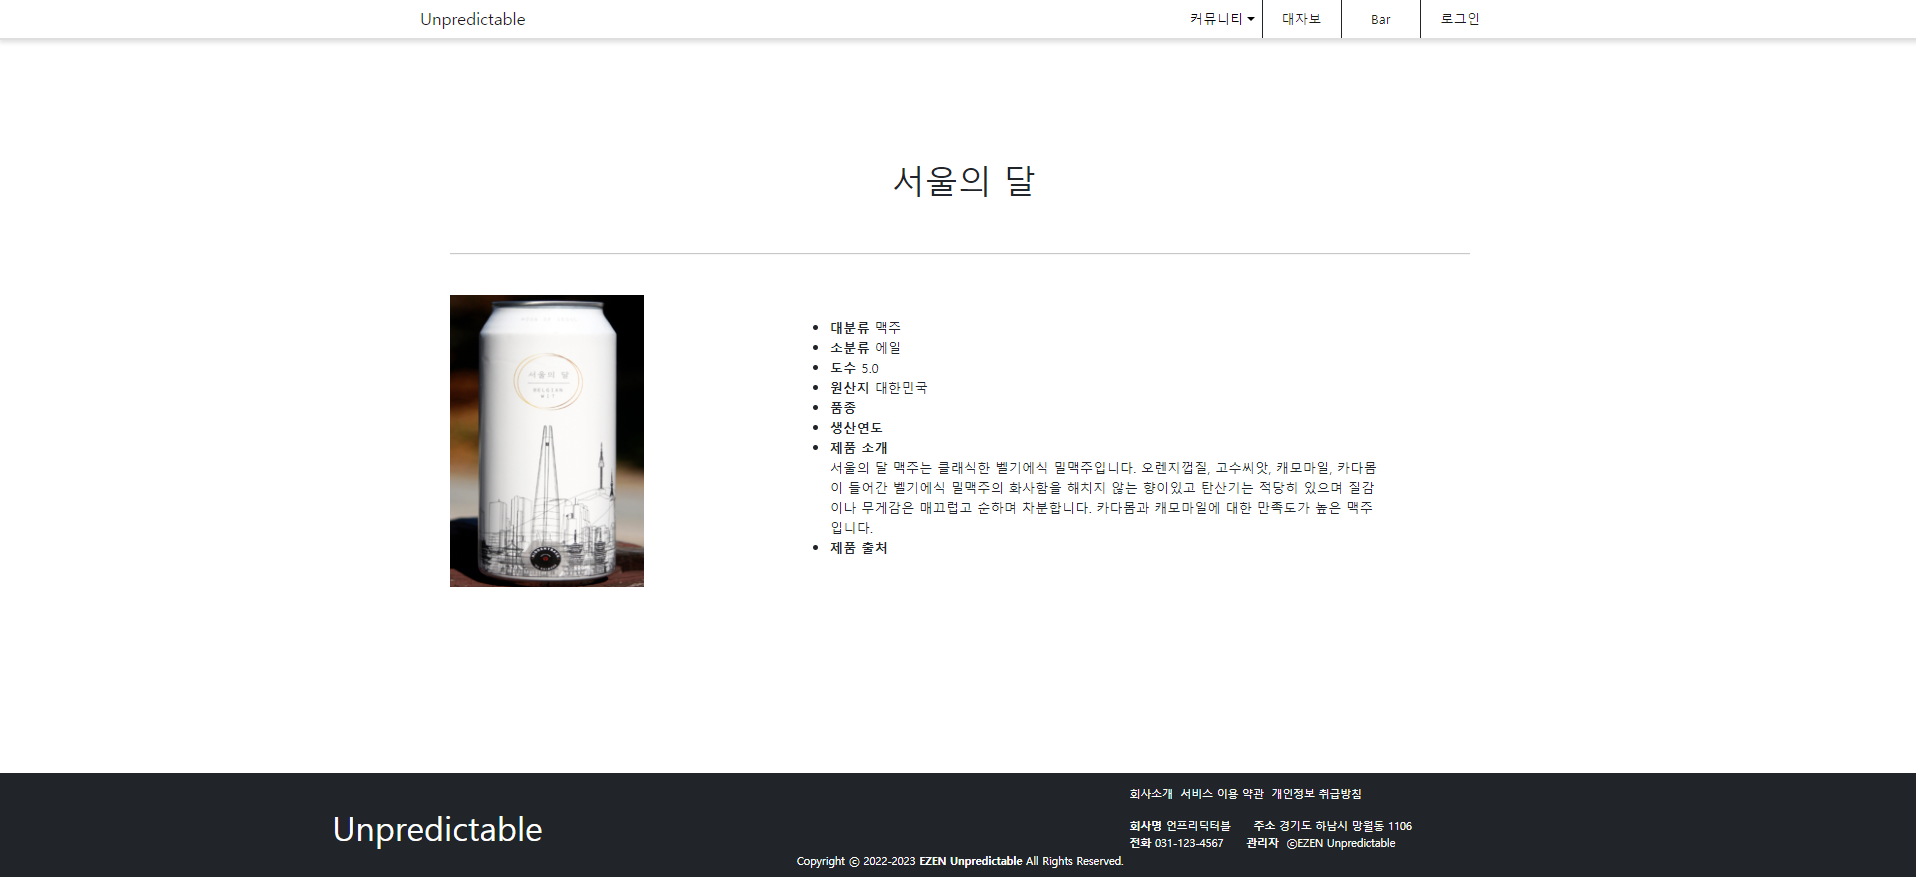 Unpredictable
커뮤니티
대자보
Bar
로그인
서울의 달
서울의 달
BELGIAN
WIT
대분류 맥주
소분류 에일
도수 5.0
원산지 대한민국
품종
생산연도
제품 소개
서울의 달 맥주는 클래식한 벨기에식 밀맥주입니다. 오렌지껍질, 고수씨앗, 캐모마일, 카다몸
이 들어간 벨기에식 밀맥주의 화사함을 해치지 않는 향이있고 탄산기는 적당히 있으며 질감
이나 무게감은 매끄럽고 순하며 차분합니다. 카다몸과 캐모마일에 대한 만족도가 높은 맥주
입니다.
제품 출처
Unpredictable
회사소개 서비스 이용 약관 개인정보 취급방침
회사명 언프리딕터블 주소 경기도 하남시 망월동 1106
전화 031-123-4567 관리자 ⓒEZEN Unpredictable
Copyright ⓒ 2022-2023 EZEN Unpredictable All Rights Reserved.